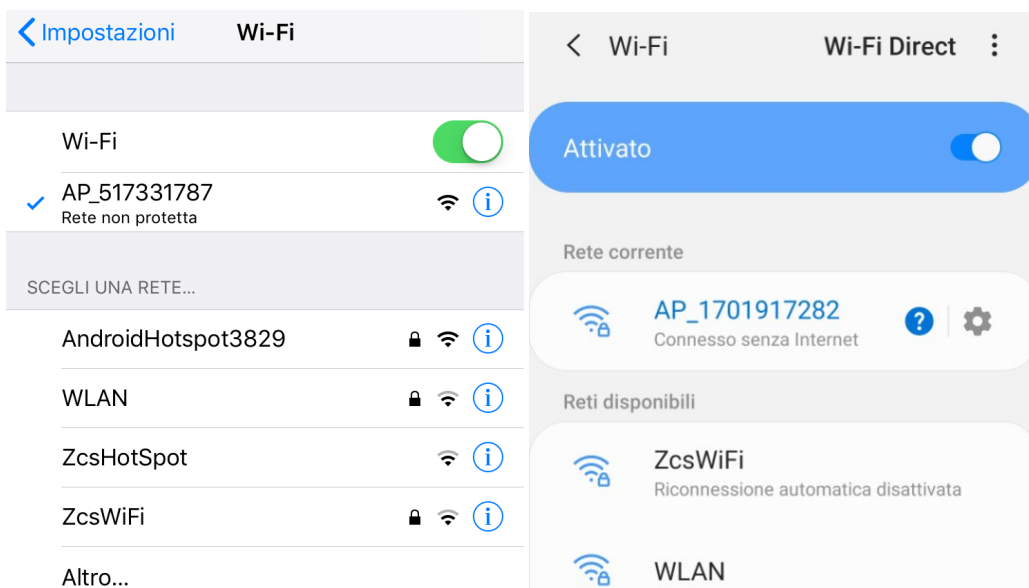 Impostazioni Wi-Fi
Wi-Fi
AP_517331787
Rete non protetta
SCEGLI UNA RETE...
AndroidHotspot3829
WLAN
ZcsHotSpot
ZcsWiFi
Altro...
Wi-Fi Wi-Fi Direct
Attivato
Rete corrente
AP_1701917282
Connesso senza Internet
Reti disponibili
ZcsWiFi
Riconnessione automatica disattivata
WLAN